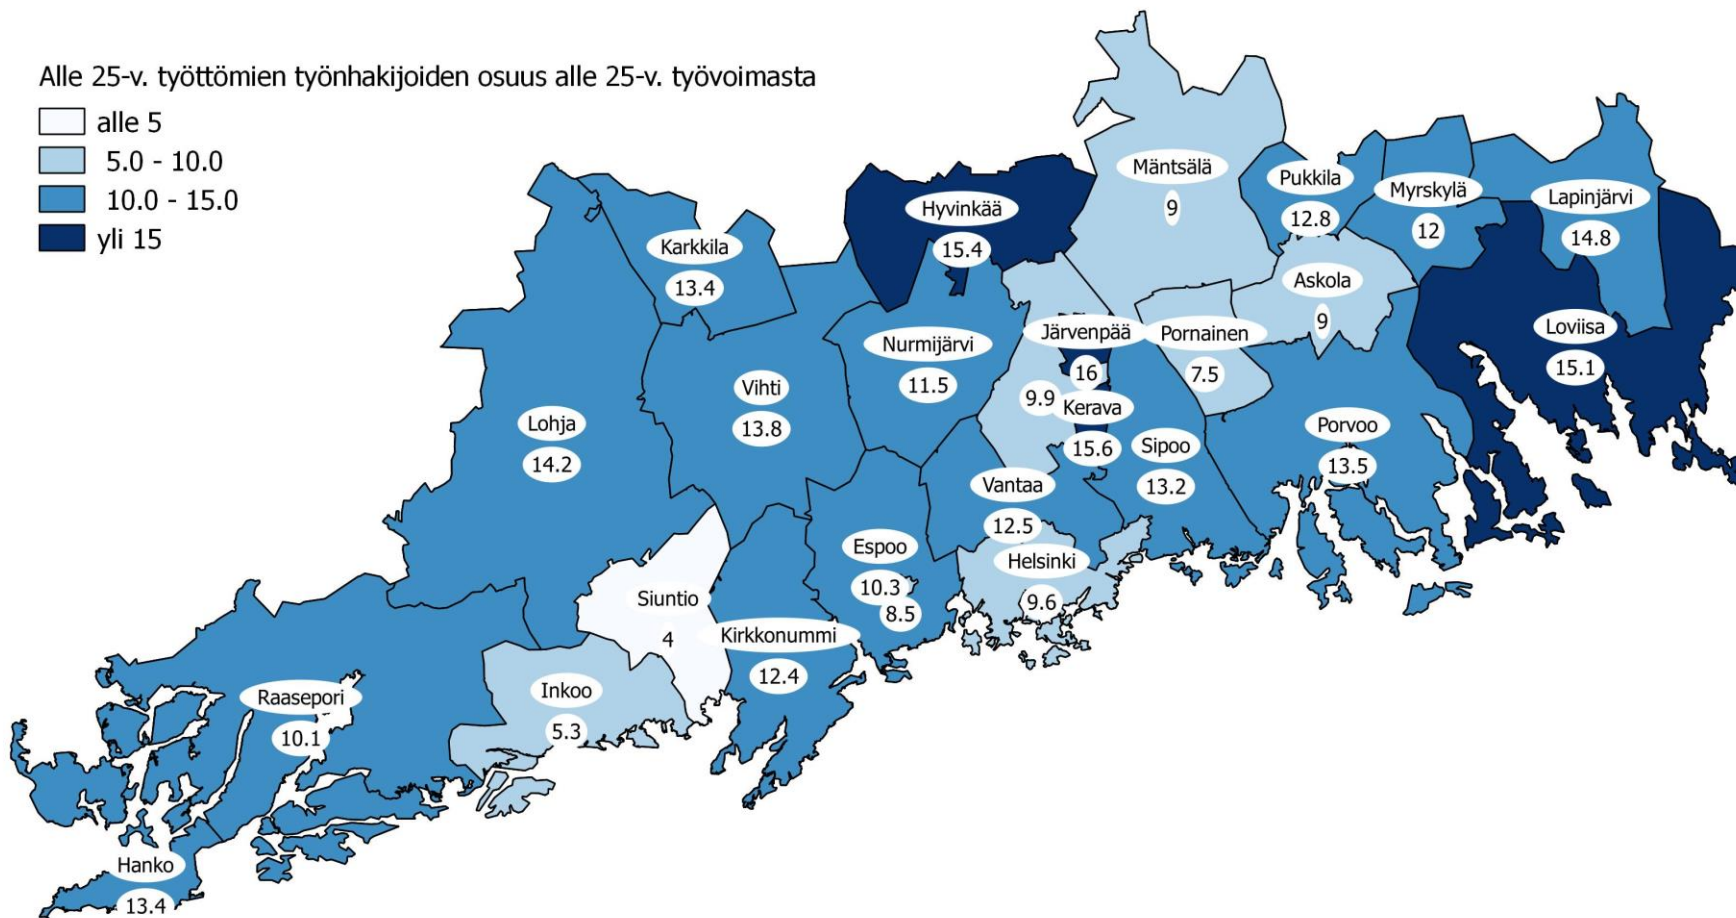 Alle 25-v. työttömien työnhakijoiden osuus alle 25-v. työvoimasta
alle 5
5.0 - 10.0
10.0 - 15.0
yli 15
Mäntsälä
9
Pukkila
12.8
Myrskylä
12
Lapinjärvi
14.8
Hyvinkää
15.4
Karkkila
13.4
Askola
9
Järvenpää
16
Pornainen
7.5
Loviisa
15.1
Nurmijärvi
11.5
Vihti
13.8
9.9
Kerava
15.6
Lohja
14.2
Sipoo
13.2
Porvoo
13.5
Vantaa
12.5
Espoo
10.3
8.5
Helsinki
9.6
Siuntio
4
Kirkkonummi
12.4
Inkoo
5.3
Raasepori
10.1
Hanko
13.4